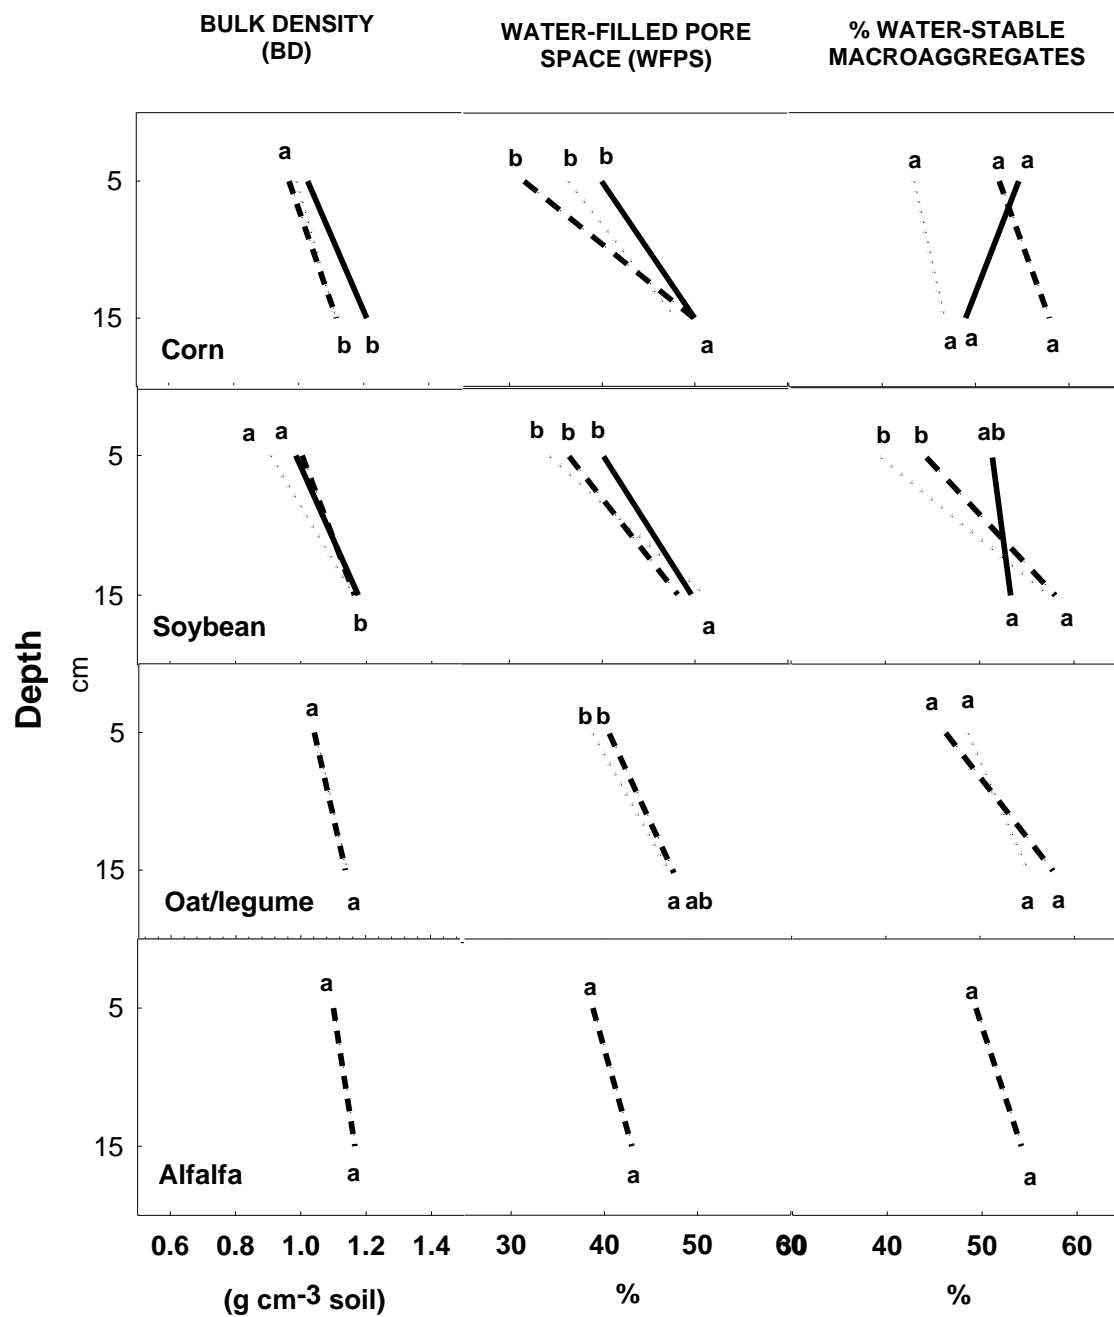 BULK DENSITY
(BD)
WATER-FILLED PORE
SPACE (WFPS)
% WATER-STABLE
MACROAGGREGATES
a
b b b
a a a
5
15
Corn
b b
a
a a
a
a a
b b b
b b ab
5
15
Soybean
b
a
a a
Depth
cm
a
b b
a a
5
15
Oat/legume
a
a ab
a a
a
a
a
5
15
Alfalfa
a
a
a
0.6 0.8 1.0 1.2 1.4
30 40 50 60
30 40 50 60
(g cm-3 soil)
%
%